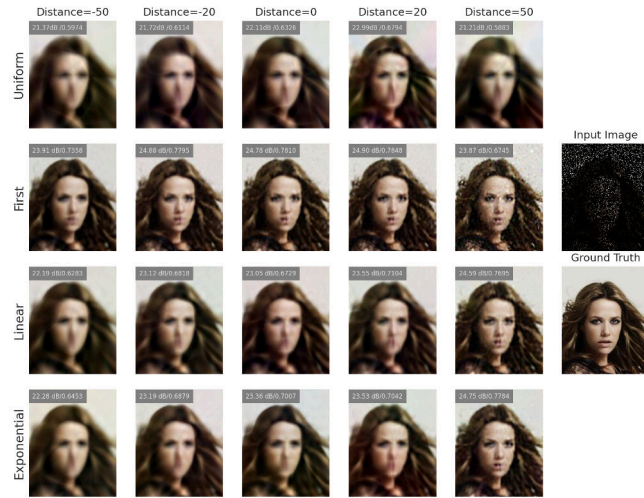 Distance=-50 Distance=-20 Distance=0 Distance=20 Distance=50
Uniform 21.37dB /0.5974 21.72dB /0.6114 22.11dB /0.6326 22.99dB /0.6794 21.21dB /0.5883
Input Image
First 23.91 dB/0.7358 24.88 dB/0.7795 24.78 dB/0.7810 24.90 dB/0.7848 23.87 dB/0.6745
Ground Truth
Linear 22.19 dB/0.6283 23.12 dB/0.6818 23.05 dB/0.6729 23.55 dB/0.7104 24.59 dB/0.7695
Exponential 22.28 dB/0.6453 23.19 dB/0.6879 23.36 dB/0.7007 23.53 dB/0.7042 24.75 dB/0.7784